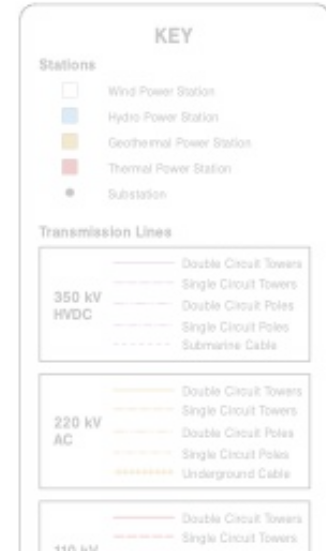 KEY
Stations
Wind Power Station
Hydro Power Station
Geothermal Power Station
Thermal Power Station
Substation
Transmission Lines
350 kV
HVDC
Double Circuit Towers
Single Circuit Towers
Double Circuit Poles
Single Circuit Poles
Submarine Cable
220 kV
AC
Double Circuit Towers
Single Circuit Towers
Double Circuit Poles
Single Circuit Poles
Underground Cable
110 kV
Double Circuit Towers
Single Circuit Towers